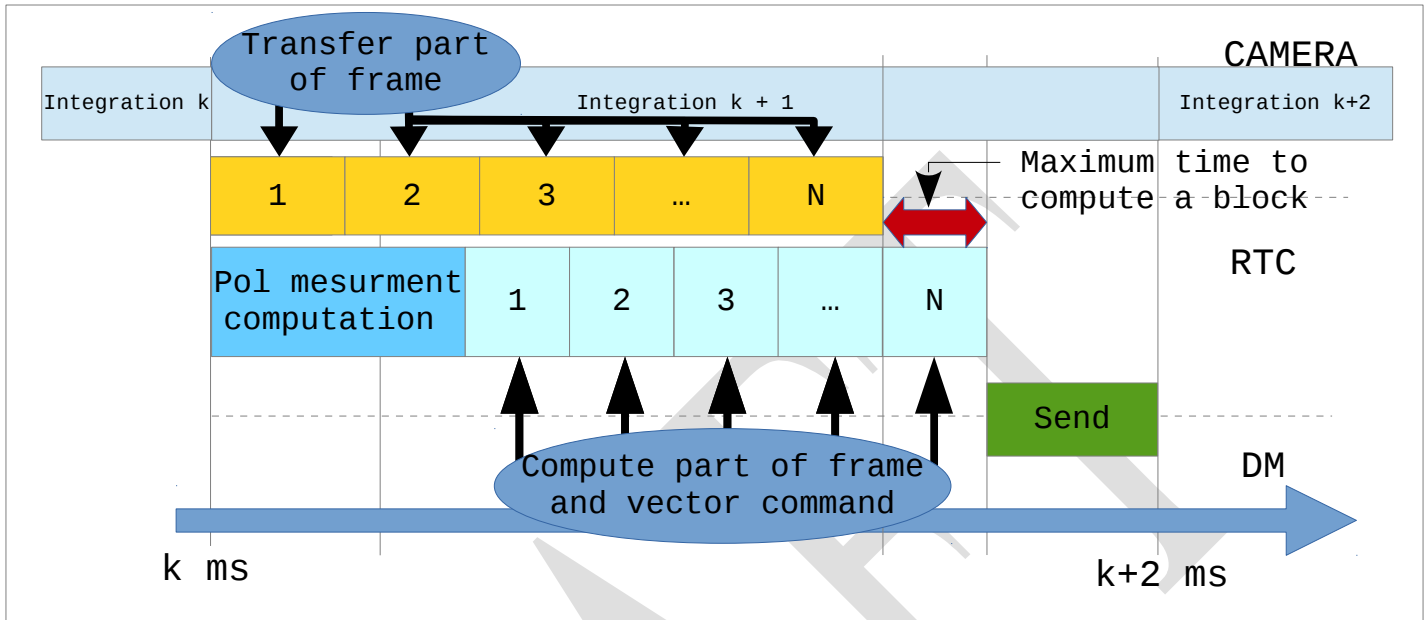 Transfer part
of frame
CAMERA
Integration k
Integration k + 1
Integration k+2
1
2
3
…
N
Maximum time to
compute a block
RTC
Pol mesurment
computation
1
2
3
…
N
Send
Compute part of frame
and vector command
DM
k ms
k+2 ms